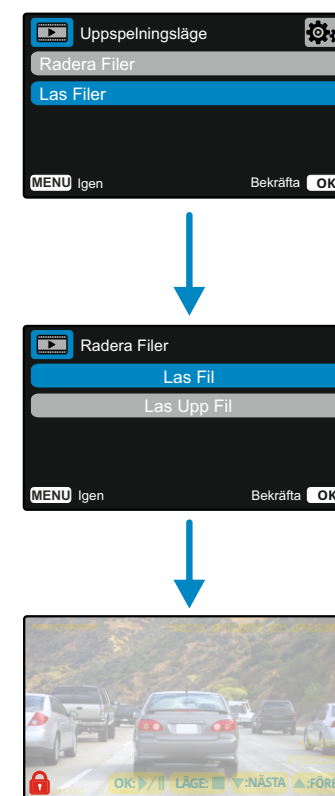 Uppspelningsläge
Radera Filer
Las Filer
MENU Igen Bekräfta OK
Radera Filer
Las Fil
Las Upp Fil
MENU Igen Bekräfta OK
OK: / LÄGE: :NÄSTA :FÖRE